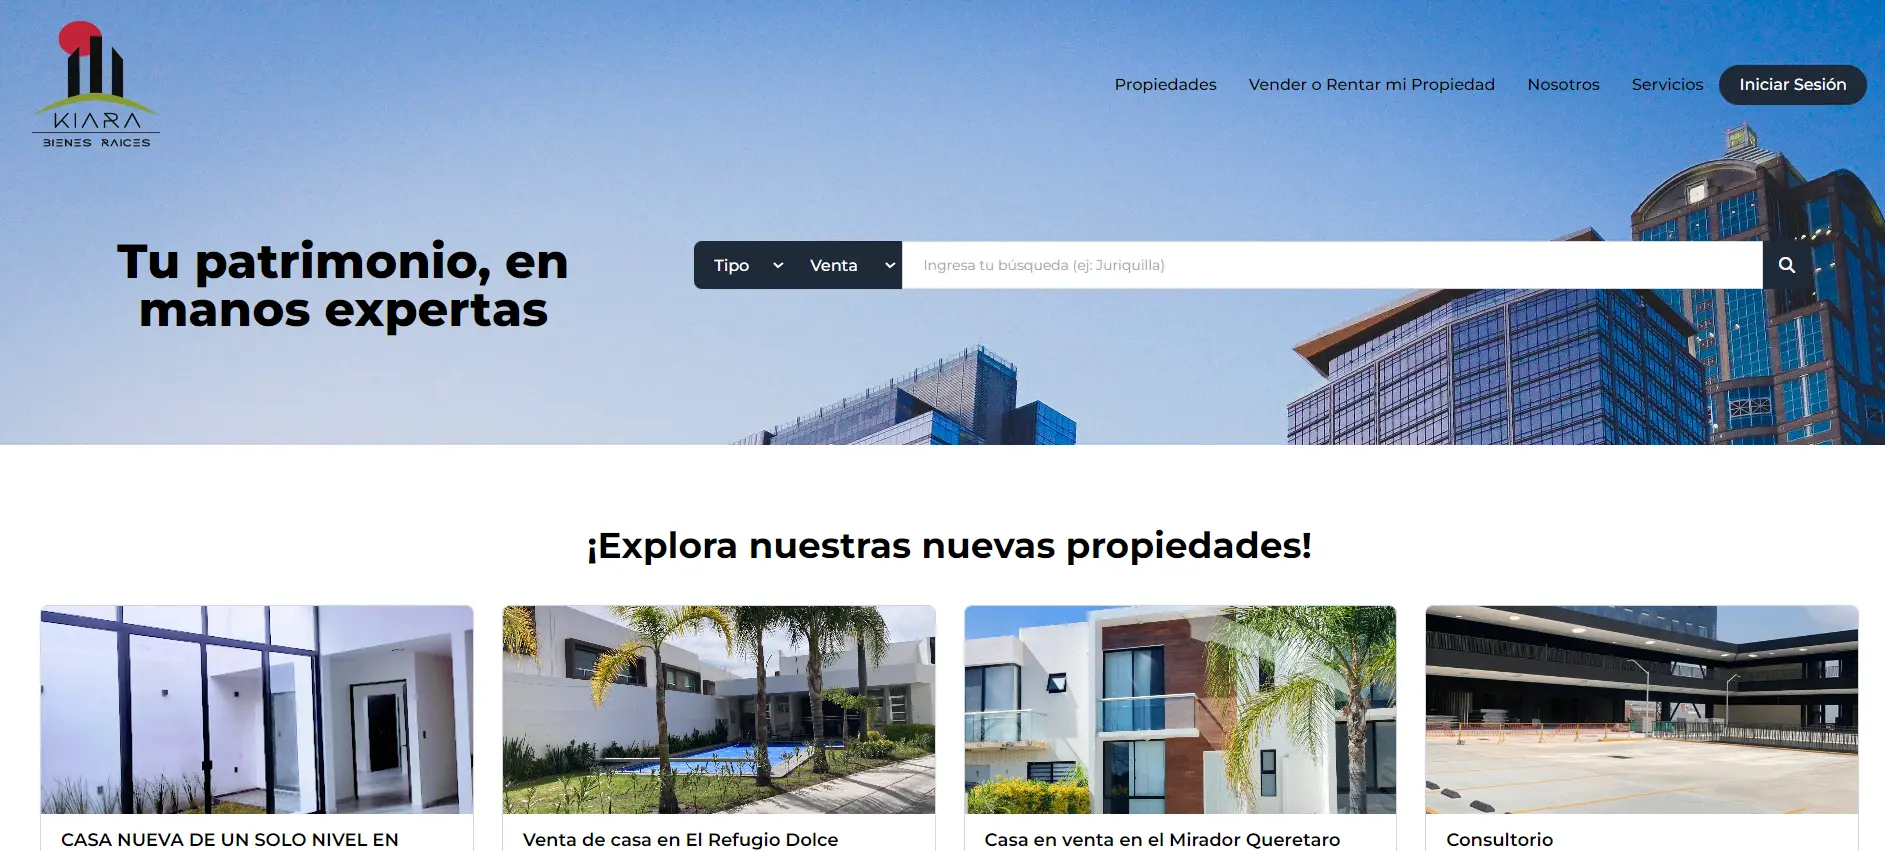 KIARA
BIENES RAICES
Propiedades
Vender o Rentar mi Propiedad
Nosotros
Servicios
Iniciar Sesión
Tu patrimonio, en
manos expertas
Tipo
Venta
Ingresa tu búsqueda (ej: Juriquilla)
¡Explora nuestras nuevas propiedades!
CASA NUEVA DE UN SOLO NIVEL EN
Venta de casa en El Refugio Dolce
Casa en venta en el Mirador Queretaro
Consultorio